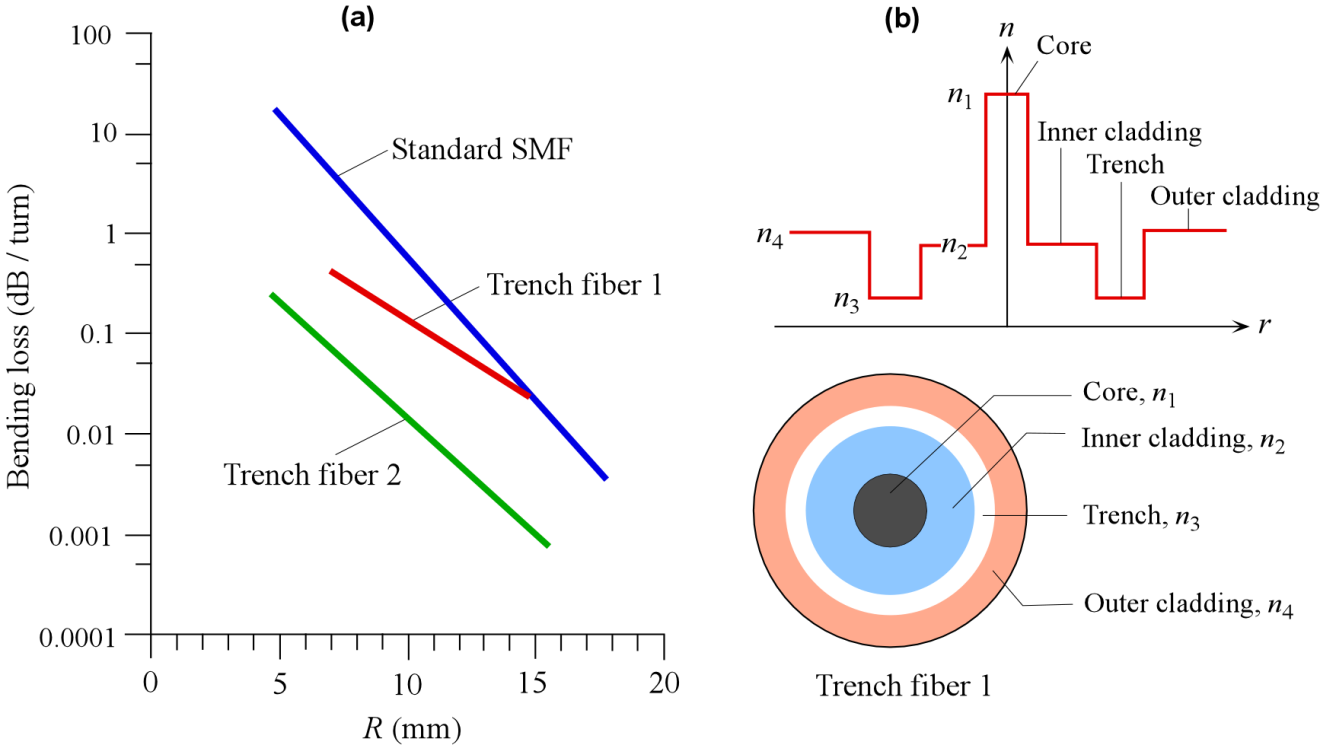 (a)
100
10
1
0.1
0.01
0.001
0.0001
0
5
10
15
20
Bending loss (dB / turn)
R (mm)
Standard SMF
Trench fiber 1
Trench fiber 2
(b)
n
Core
n₁
Inner cladding
Trench
Outer cladding
n₄
n₂
n₃
r
Core, n₁
Inner cladding, n₂
Trench, n₃
Outer cladding, n₄
Trench fiber 1